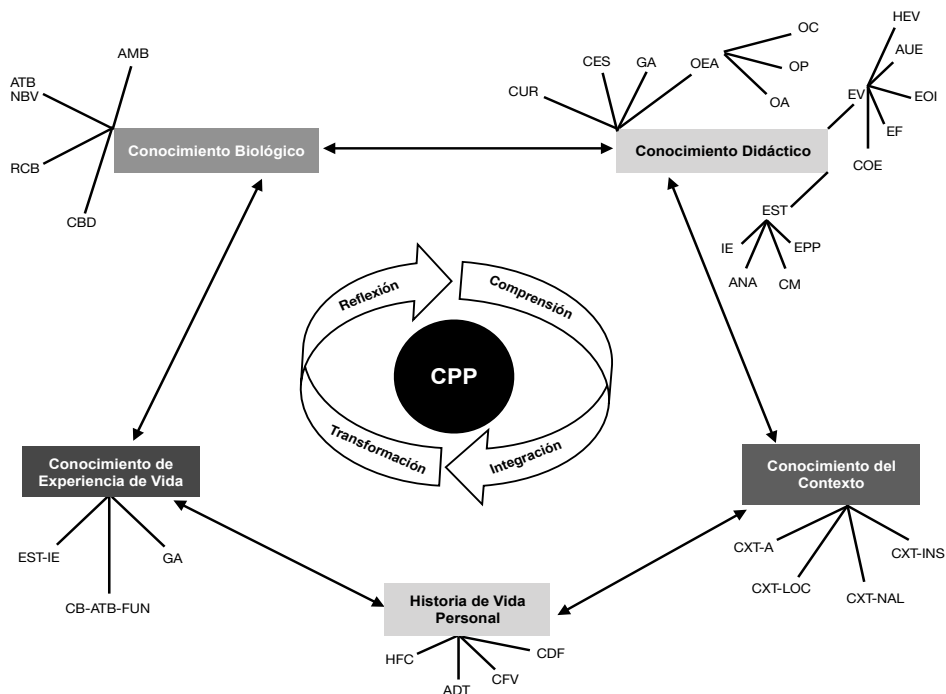 AMB
ATB
NBV
RCB
CBD
Conocimiento Biológico
CUR
CES
GA
OEA
OC
OP
OA
Conocimiento Didáctico
HEV
AUE
EV
EOI
EF
COE
EST
IE
EPP
ANA
CM
Reflexión
Comprensión
CPP
Transformación
Integración
Conocimiento de
Experiencia de Vida
EST-IE
GA
CB-ATB-FUN
Conocimiento del
Contexto
CXT-A
CXT-INS
CXT-LOC
CXT-NAL
Historia de Vida
Personal
HFC
CDF
CFV
ADT